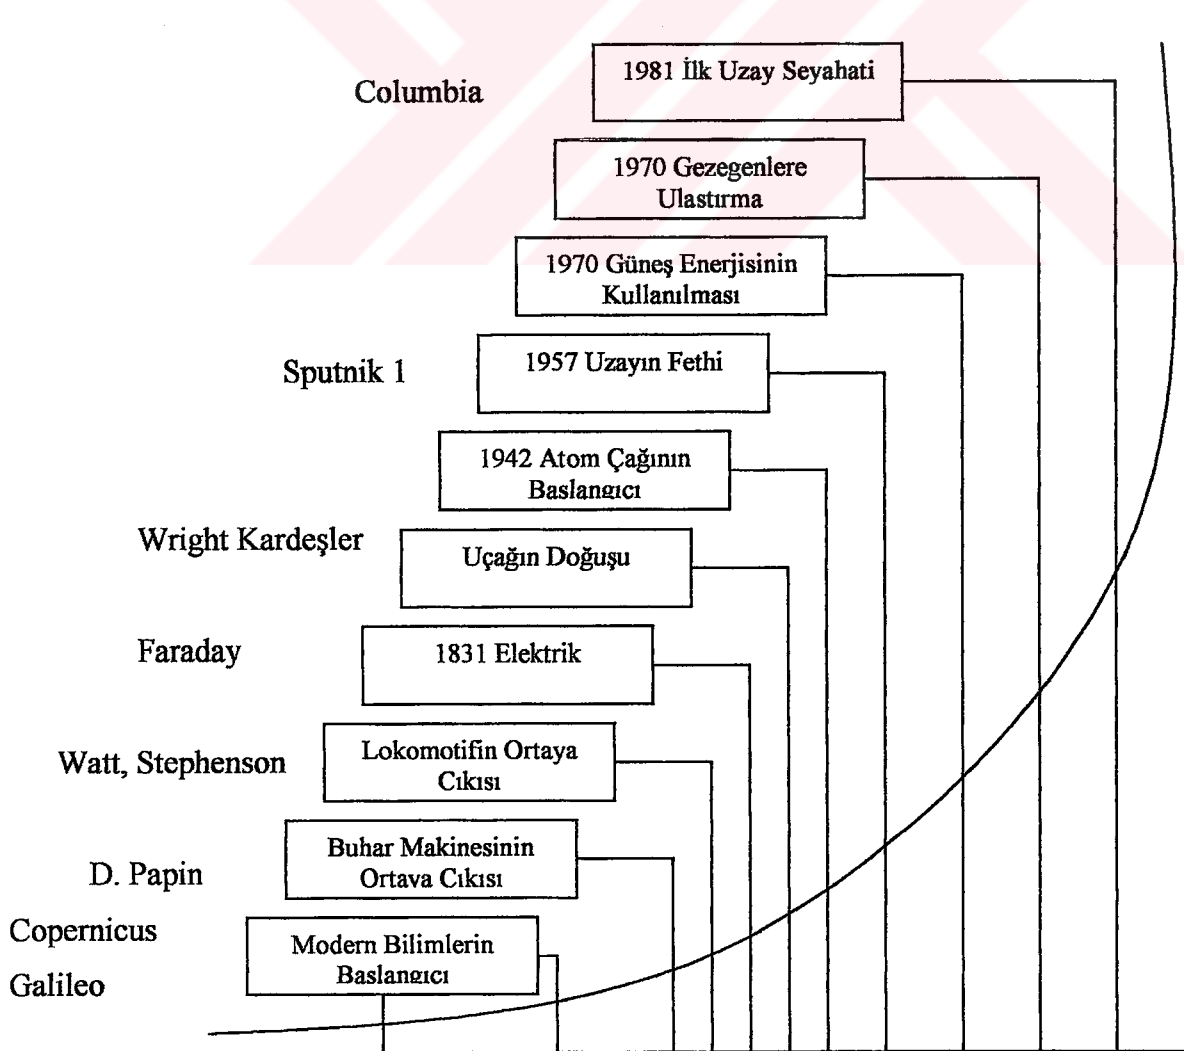 Columbia
1981 İlk Uzay Seyahati
1970 Gezegenlere
Ulastırma
1970 Güneş Enerjisinin
Kullanılması
Sputnik 1
1957 Uzayın Fethi
1942 Atom Çağının
Baslangıcı
Wright Kardeşler
Uçağın Doğuşu
Faraday
1831 Elektrik
Watt, Stephenson
Lokomotifin Ortaya
Cıkısı
D. Papin
Buhar Makinesinin
Ortava Cıkısı
Copernicus
Galileo
Modern Bilimlerin
Baslangıcı